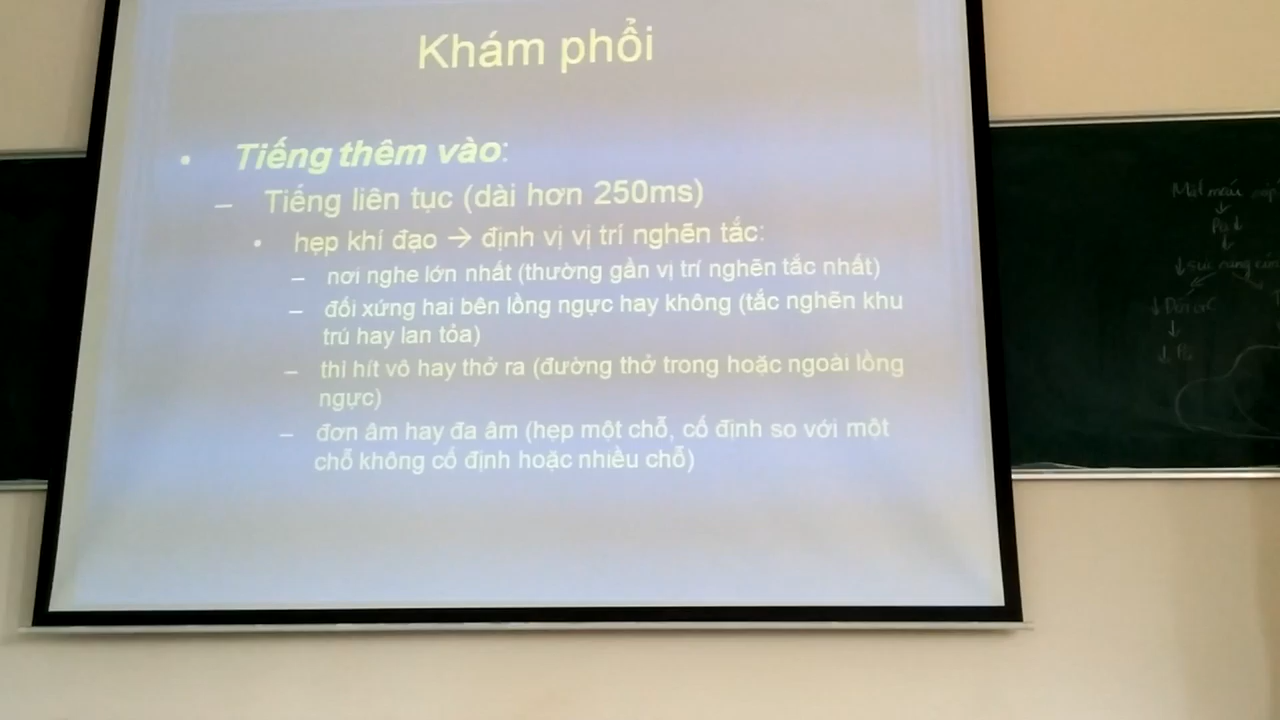 Khám phổi
• Tiếng thêm vào:
– Tiếng liên tục (dài hơn 250ms)
• hẹp khí đạo → định vị vị trí nghẽn tắc:
– nơi nghe lớn nhất (thường gần vị trí nghẽn tắc nhất)
– đối xứng hai bên lồng ngực hay không (tắc nghẽn khu
trú hay lan tỏa)
– thì hít vô hay thở ra (đường thở trong hoặc ngoài lồng
ngực)
– đơn âm hay đa âm (hẹp một chỗ, cố định so với một
chỗ không cố định hoặc nhiều chỗ)